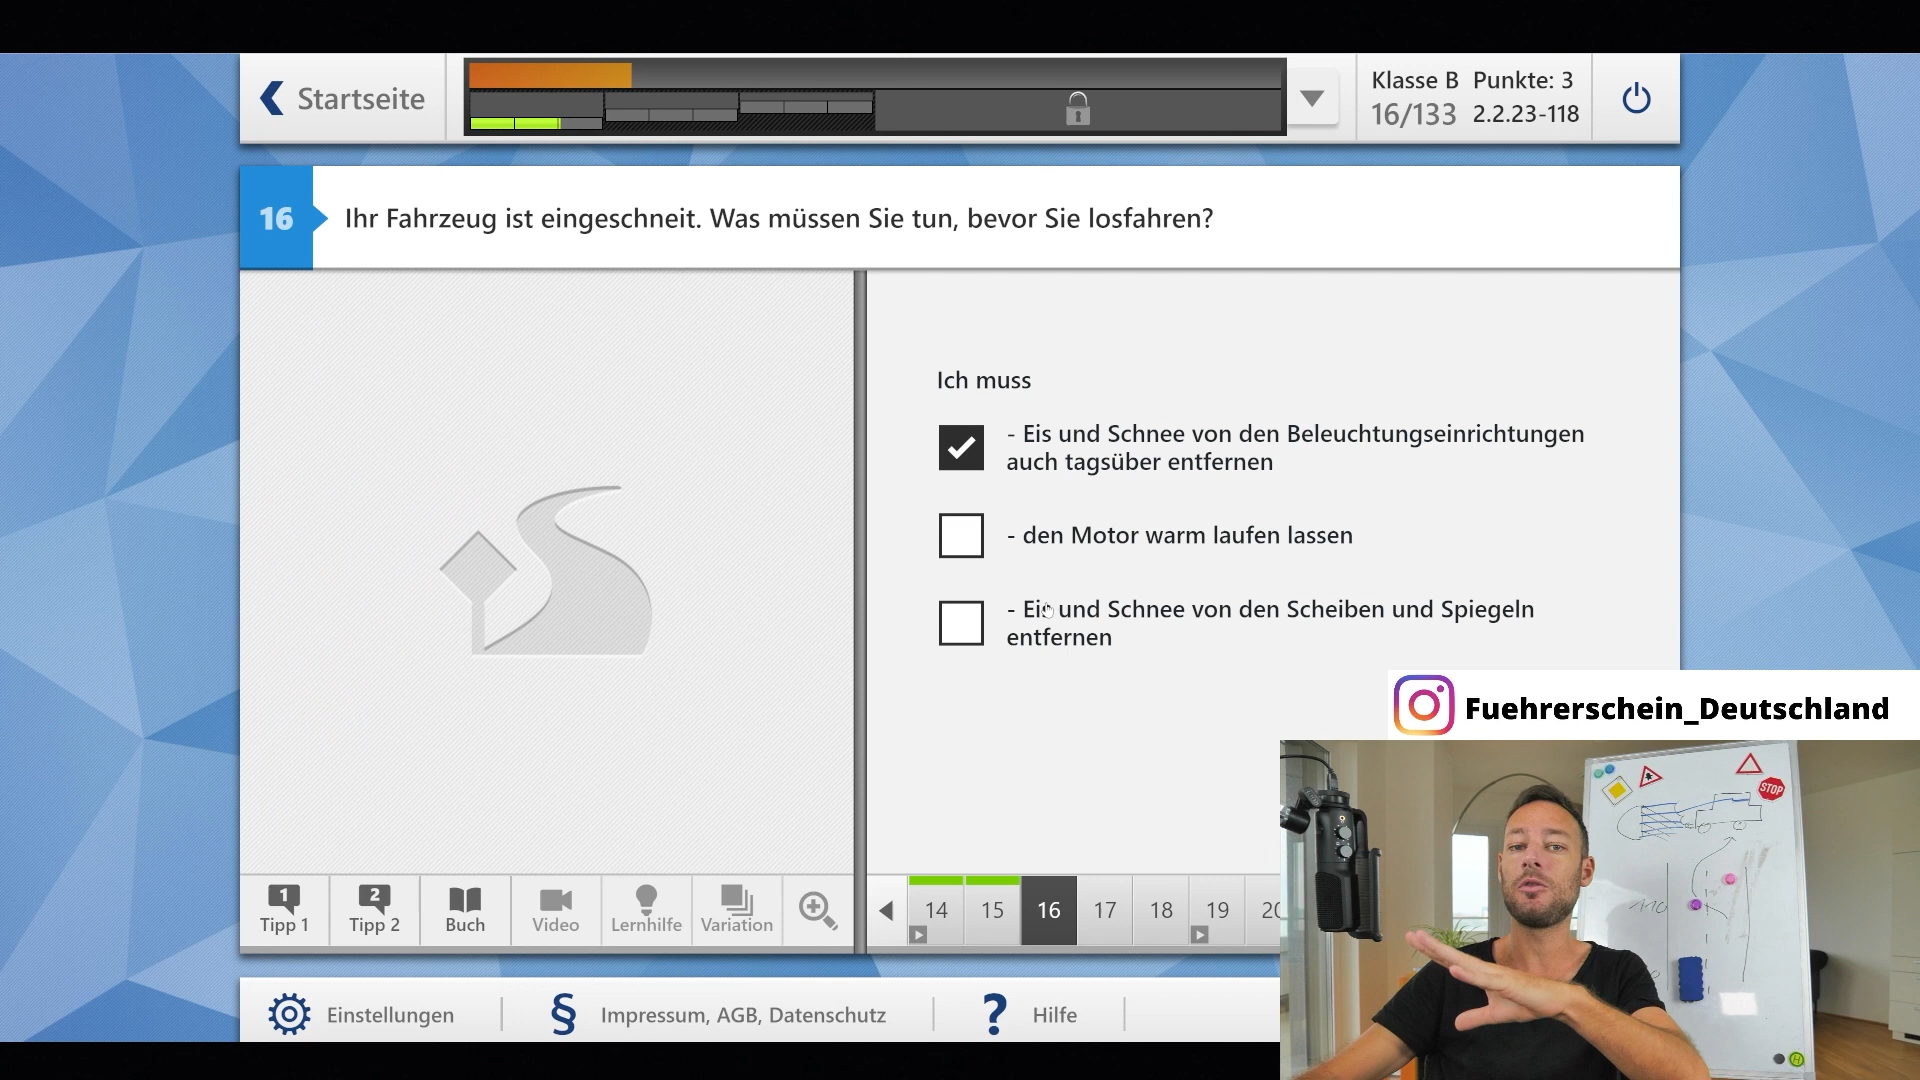 Startseite
Klasse B Punkte: 3
16/133 2.2.23-118
16
Ihr Fahrzeug ist eingeschneit. Was müssen Sie tun, bevor Sie losfahren?
Ich muss
- Eis und Schnee von den Beleuchtungseinrichtungen
auch tagsüber entfernen
- den Motor warm laufen lassen
- Eis und Schnee von den Scheiben und Spiegeln
entfernen
Fuehrerschein_Deutschland
STOP
1
Tipp 1
2
Tipp 2
Buch
Video
Lernhilfe
Variation
14 15 16 17 18 19 20
Einstellungen
§ Impressum, AGB, Datenschutz
? Hilfe
H